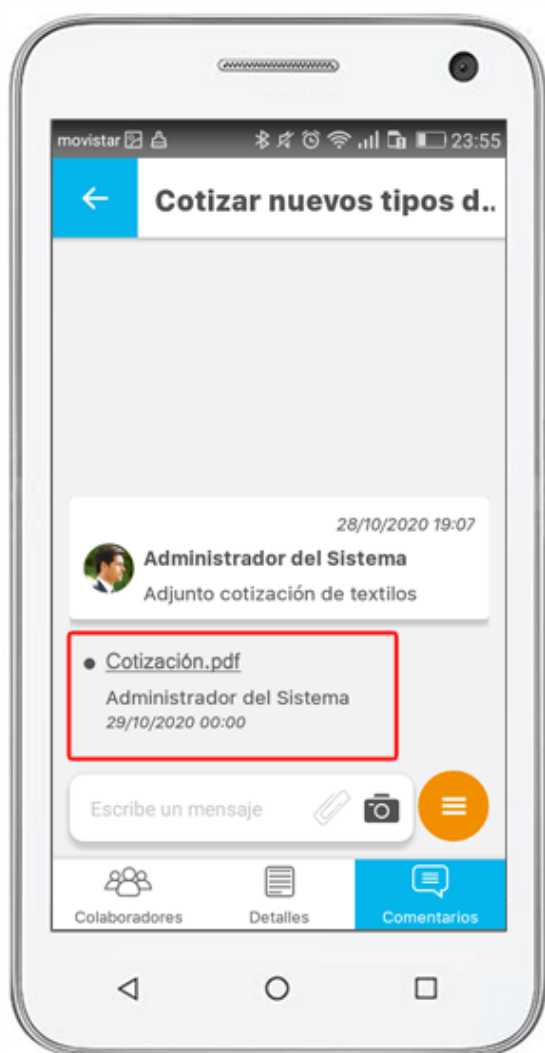 movistar 23:55
Cotizar nuevos tipos d..
28/10/2020 19:07
Administrador del Sistema
Adjunto cotización de textilos
Cotización.pdf
Administrador del Sistema
29/10/2020 00:00
Escribe un mensaje
Colaboradores Detalles Comentarios